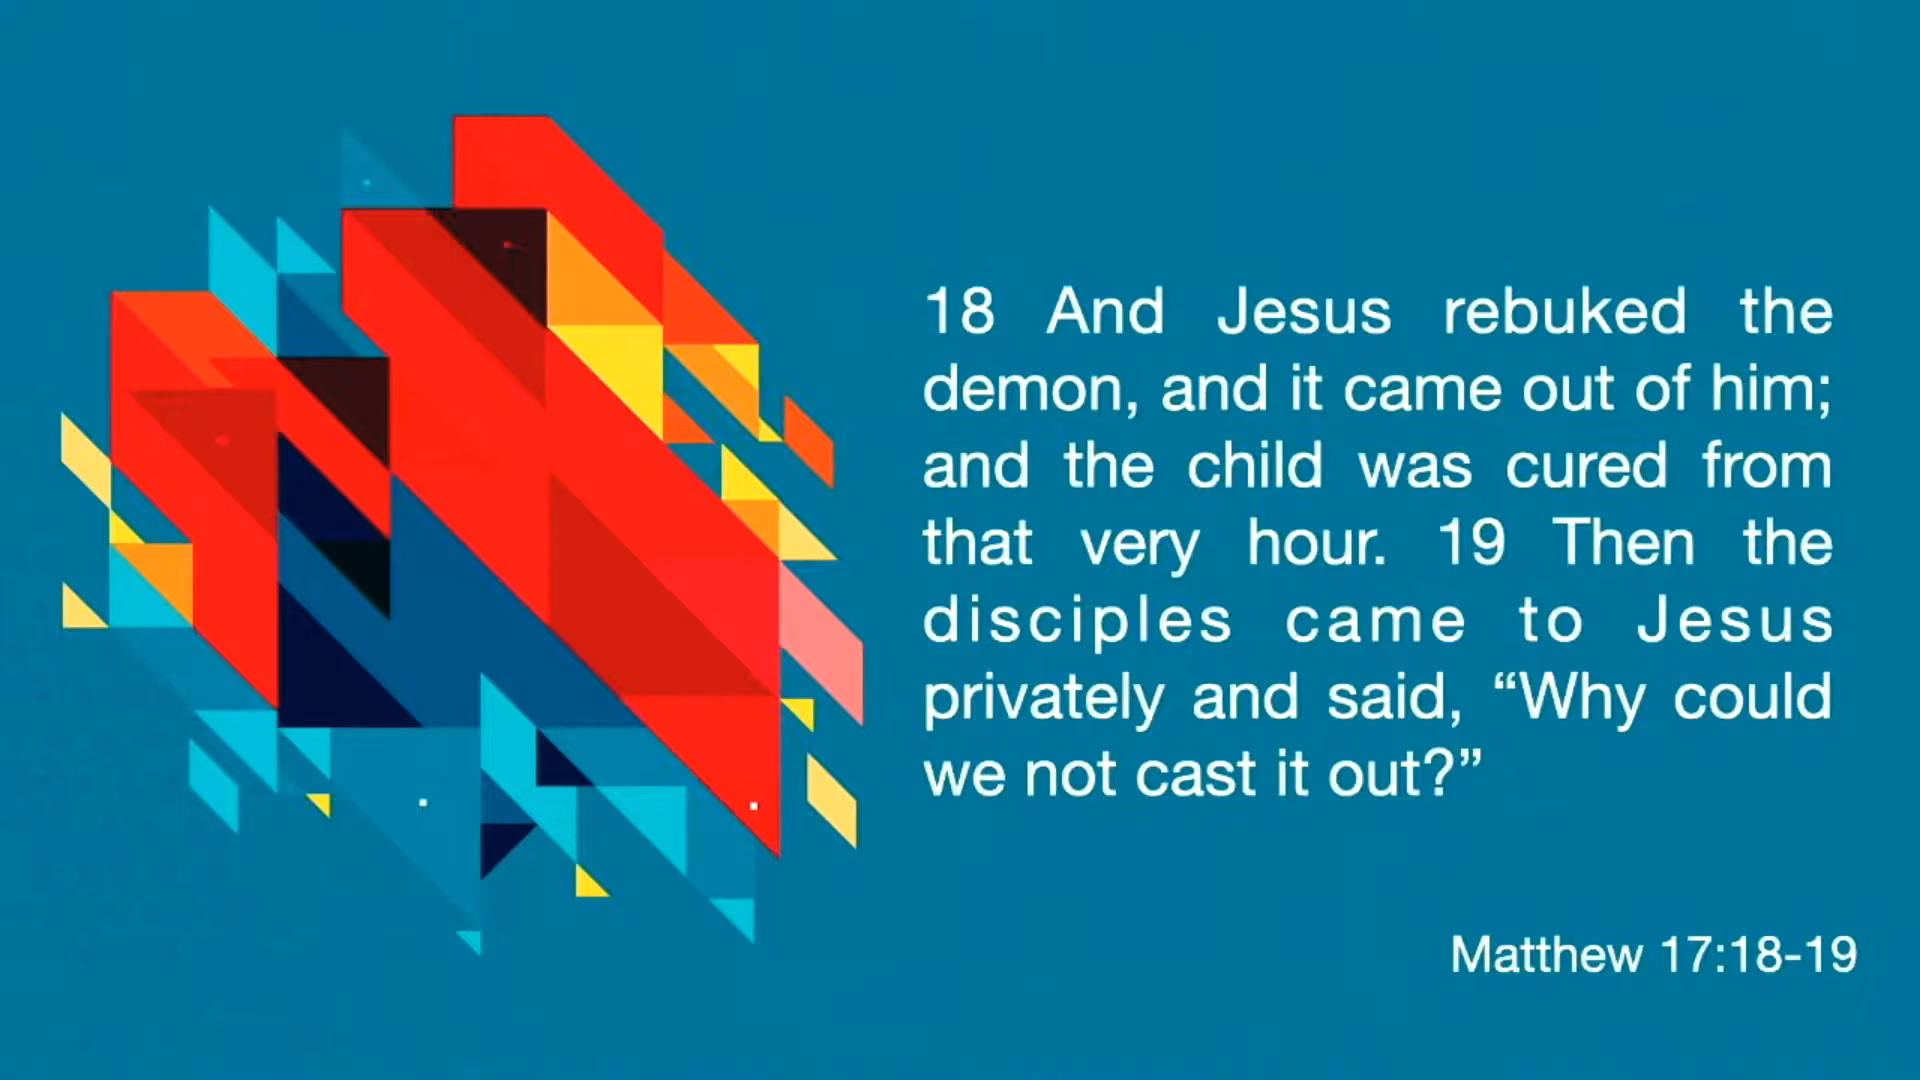 18 And Jesus rebuked the
demon, and it came out of him;
and the child was cured from
that very hour. 19 Then the
disciples came to Jesus
privately and said, “Why could
we not cast it out?”
Matthew 17:18-19